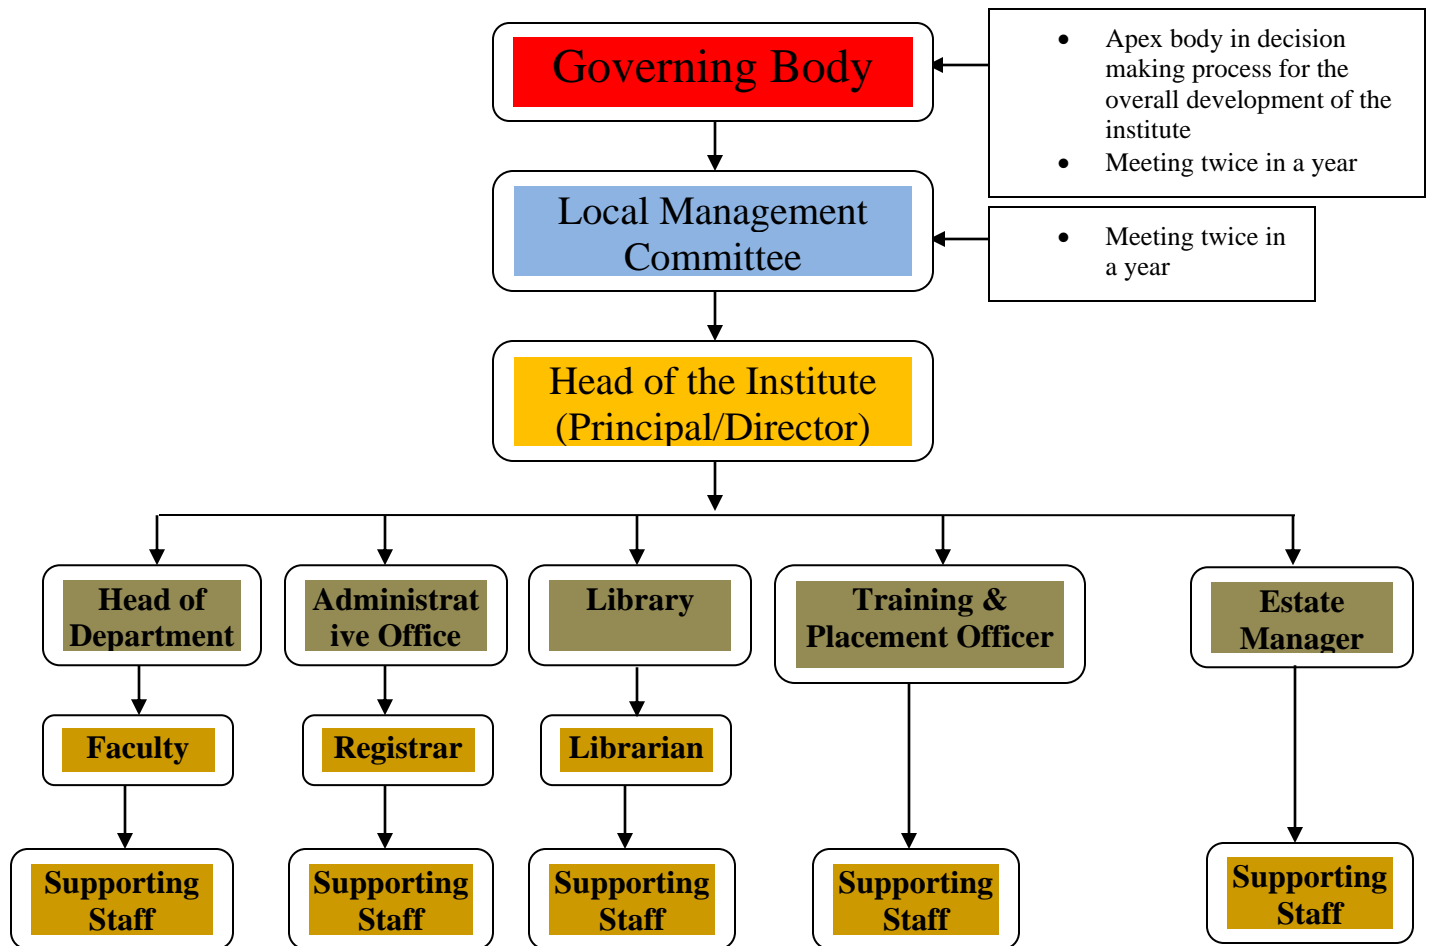 Governing Body
• Apex body in decision
making process for the
overall development of the
institute
• Meeting twice in a year
Local Management
Committee
• Meeting twice in
a year
Head of the Institute
(Principal/Director)
Head of
Department
Administrat
ive Office
Library
Training &
Placement Officer
Estate
Manager
Faculty
Registrar
Librarian
Supporting
Staff
Supporting
Staff
Supporting
Staff
Supporting
Staff
Supporting
Staff